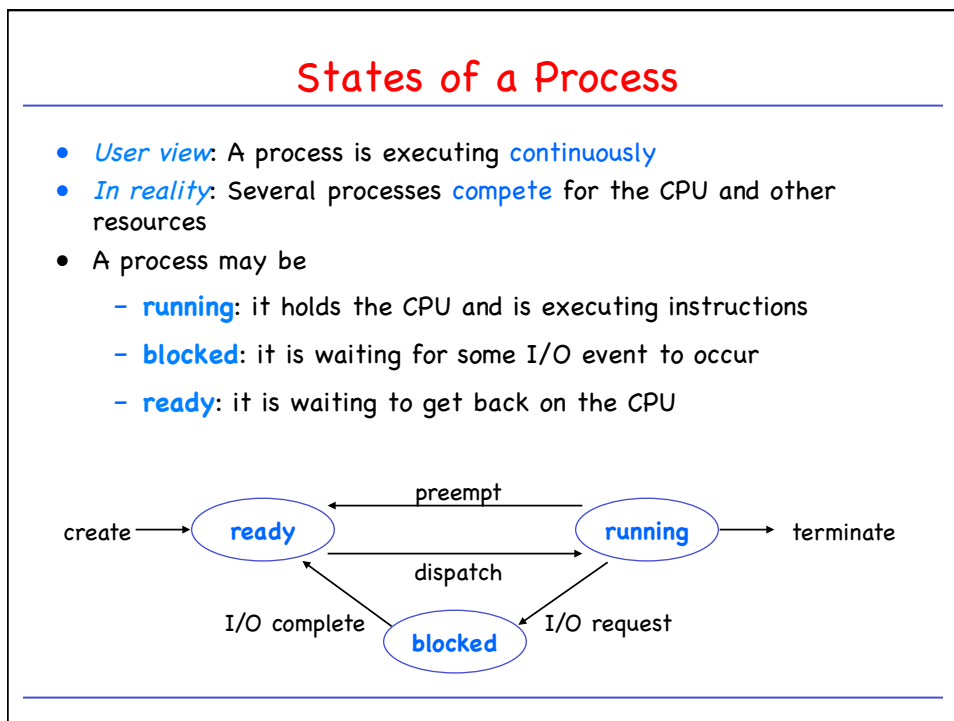 States of a Process
• User view: A process is executing continuously
• In reality: Several processes compete for the CPU and other
resources
• A process may be
– running: it holds the CPU and is executing instructions
– blocked: it is waiting for some I/O event to occur
– ready: it is waiting to get back on the CPU
preempt
create
ready
running
terminate
dispatch
I/O complete
I/O request
blocked